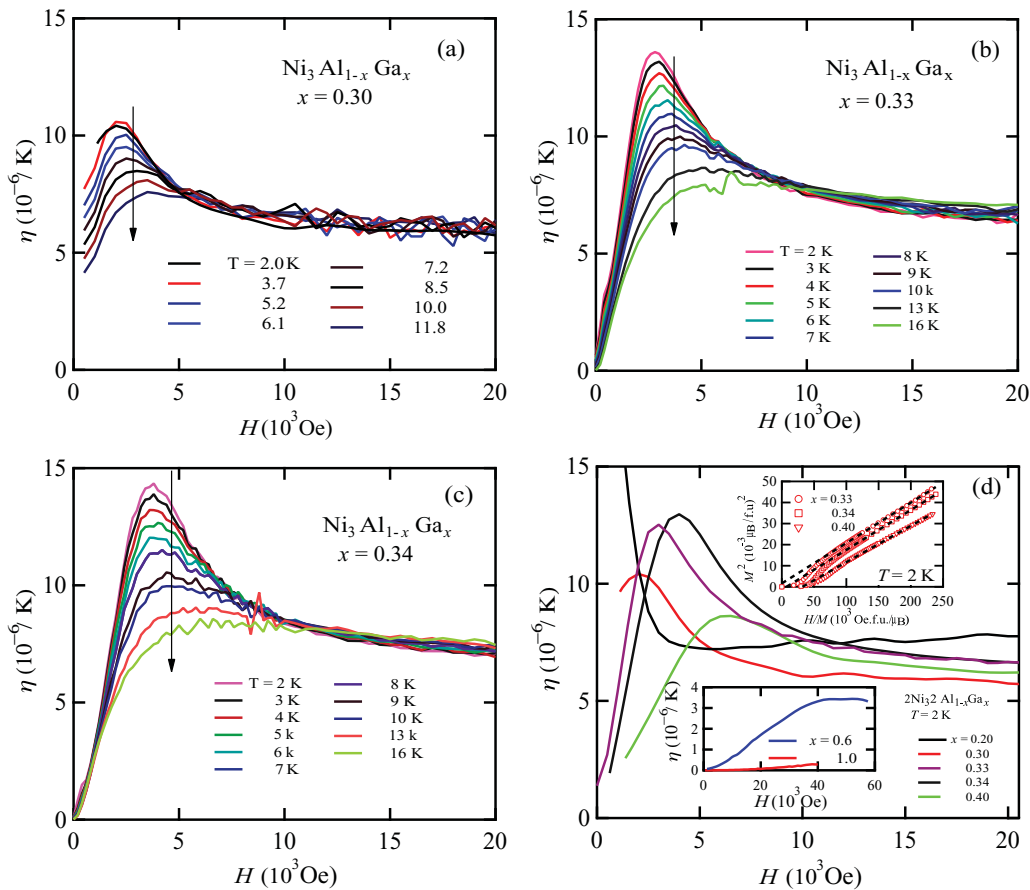 15
10
5
0
η (10⁻⁶/ K)
(a)
Ni₃ Al₁₋ₓ Gaₓ
x = 0.30
T = 2.0 K
3.7
5.2
6.1
7.2
8.5
10.0
11.8
0
5
10
15
20
H (10³Oe)
15
10
5
0
η (10⁻⁶/ K)
(b)
Ni₃ Al₁₋ₓ Gaₓ
x = 0.33
T = 2 K
3 K
4 K
5 K
6 K
7 K
8 K
9 K
10 k
13 K
16 K
0
5
10
15
20
H (10³Oe)
15
10
5
0
η (10⁻⁶/ K)
(c)
Ni₃ Al₁₋ₓ Gaₓ
x = 0.34
T = 2 K
3 K
4 K
5 k
6 k
7 K
8 K
9 K
10 K
13 k
16 K
0
5
10
15
20
H (10³Oe)
15
10
5
0
η (10⁻⁶/ K)
(d)
50
40
30
20
10
0
M² (10⁻³μB/f.u)²
x = 0.33
0.34
0.40
T = 2 K
0
50
100
150
200
250
H/M (10³ Oe.f.u/μB)
4
3
2
1
0
η (10⁻⁶/ K)
x = 0.6
1.0
0
20
40
60
H (10³Oe)
2Ni₃2 Al₁₋ₓGaₓ
T = 2 K
x = 0.20
0.30
0.33
0.34
0.40
0
5
10
15
20
H (10³Oe)